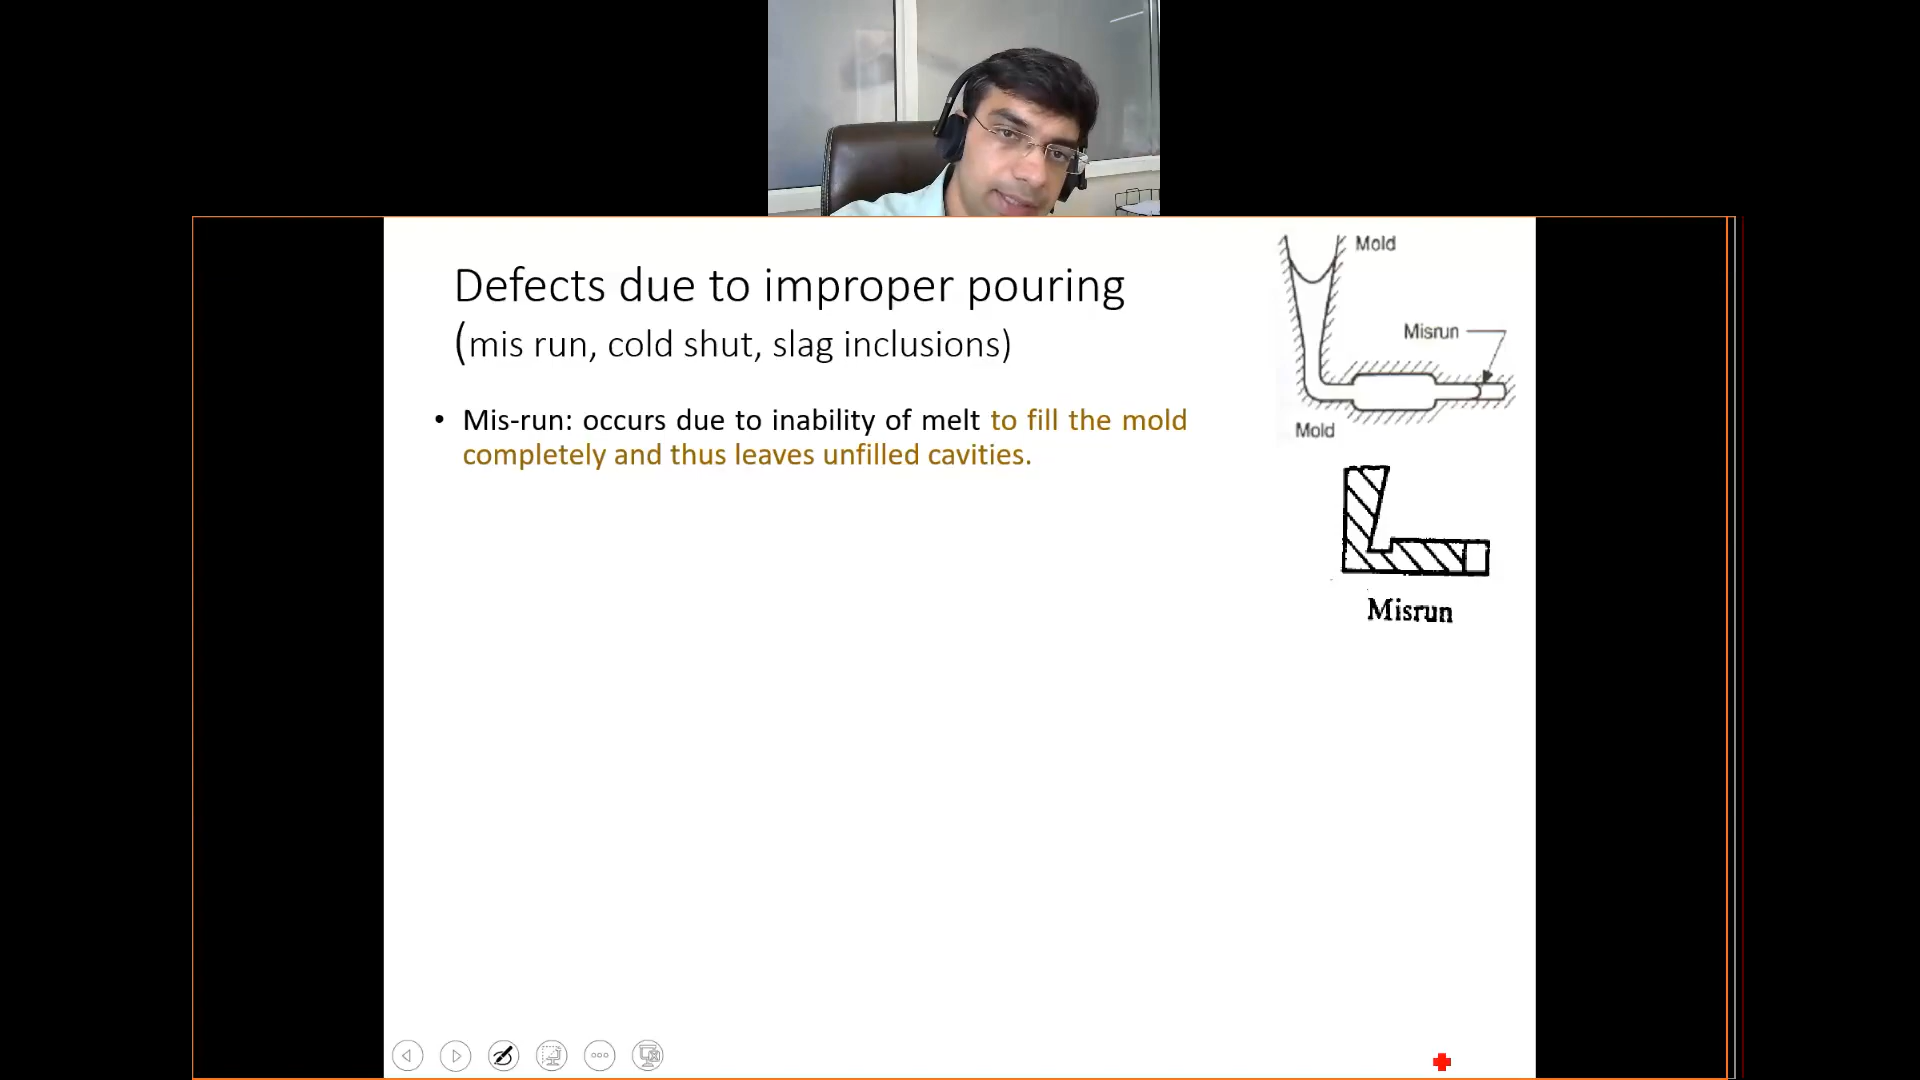 Defects due to improper pouring
(mis run, cold shut, slag inclusions)
• Mis-run: occurs due to inability of melt to fill the mold
completely and thus leaves unfilled cavities.
Mold
Misrun
Mold
Misrun